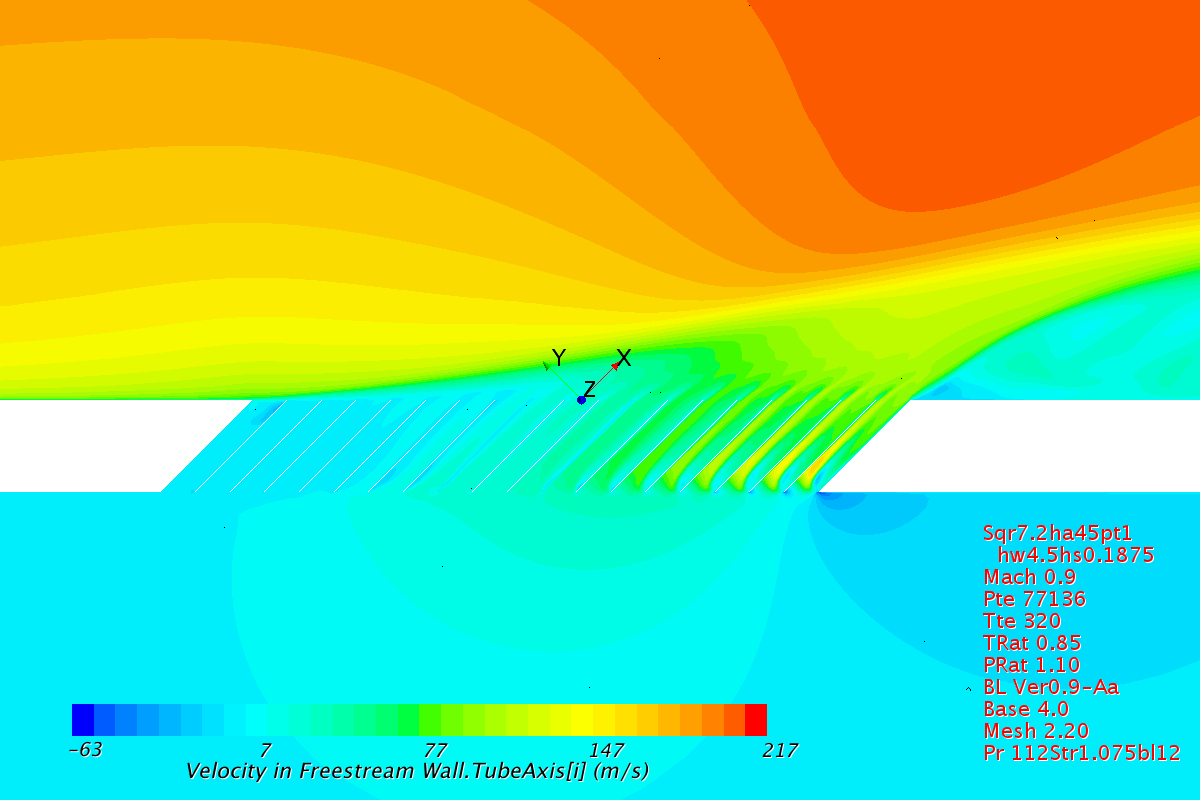 Y
X
Z
Sqr7.2ha45pt1
hw4.5hs0.1875
Mach 0.9
Pte 77136
Tte 320
TRat 0.85
PRat 1.10
BL Ver0.9-Aa
Base 4.0
Mesh 2.20
Pr 112Str1.075bl12
-63 7 77 147 217
Velocity in Freestream Wall.TubeAxis[i] (m/s)